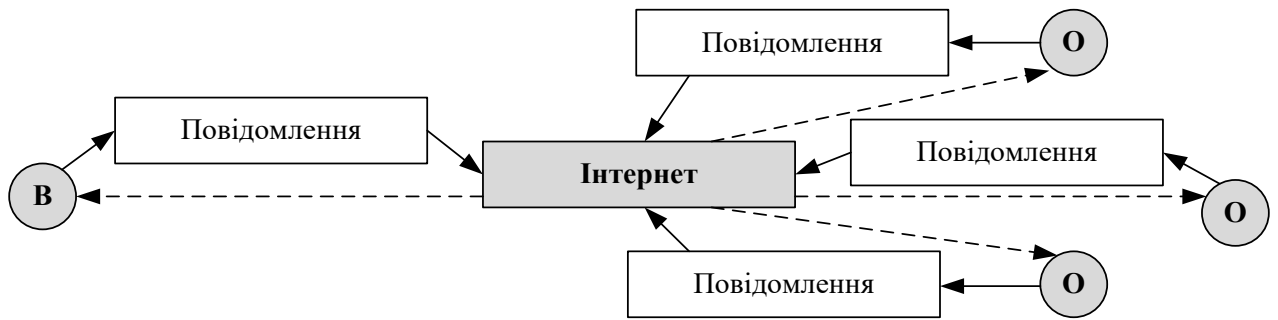 Повідомлення
О
Повідомлення
Повідомлення
Інтернет
В
О
Повідомлення
О